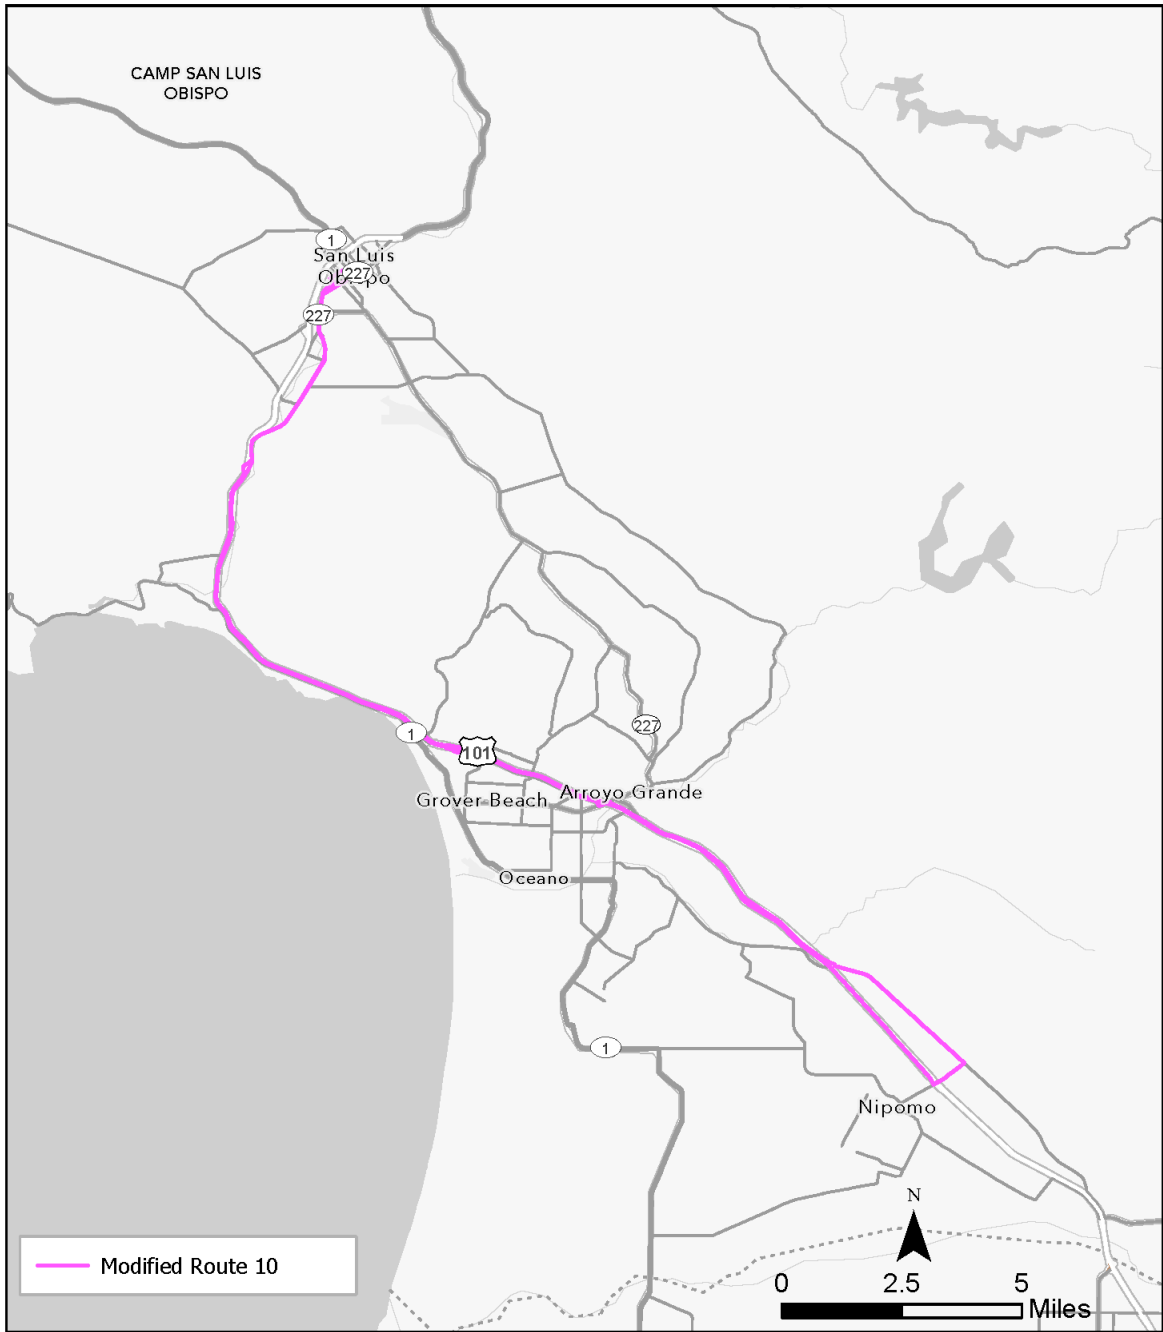 CAMP SAN LUIS
OBISPO
1
San Luis
Obispo
227
227
227
1
101
Grover Beach
Arroyo Grande
Oceano
1
Nipomo
N
Modified Route 10
0 2.5 5
Miles